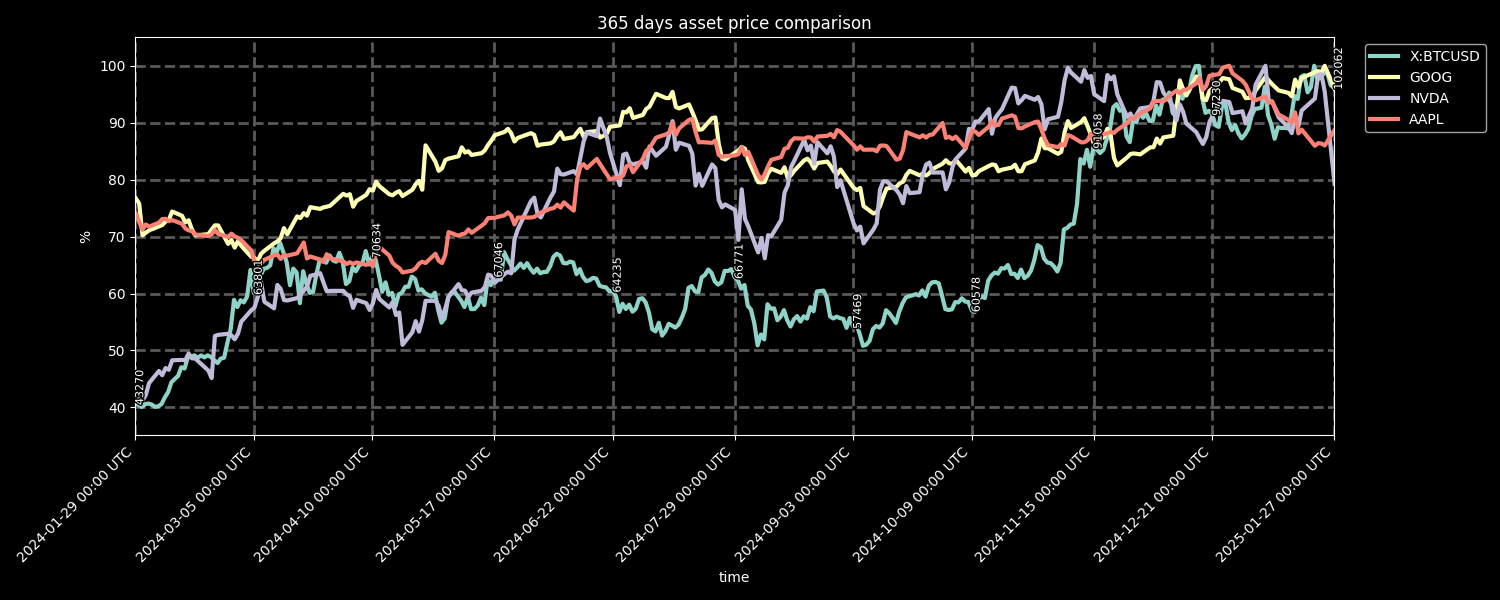 365 days asset price comparison
X:BTCUSD
GOOG
NVDA
AAPL
%
100
90
80
70
60
50
40
43270
63801
70634
67046
64235
66771
57469
60578
91058
97230
102062
2024-01-29 00:00 UTC
2024-03-05 00:00 UTC
2024-04-10 00:00 UTC
2024-05-17 00:00 UTC
2024-06-22 00:00 UTC
2024-07-29 00:00 UTC
2024-09-03 00:00 UTC
2024-10-09 00:00 UTC
2024-11-15 00:00 UTC
2024-12-21 00:00 UTC
2025-01-27 00:00 UTC
time